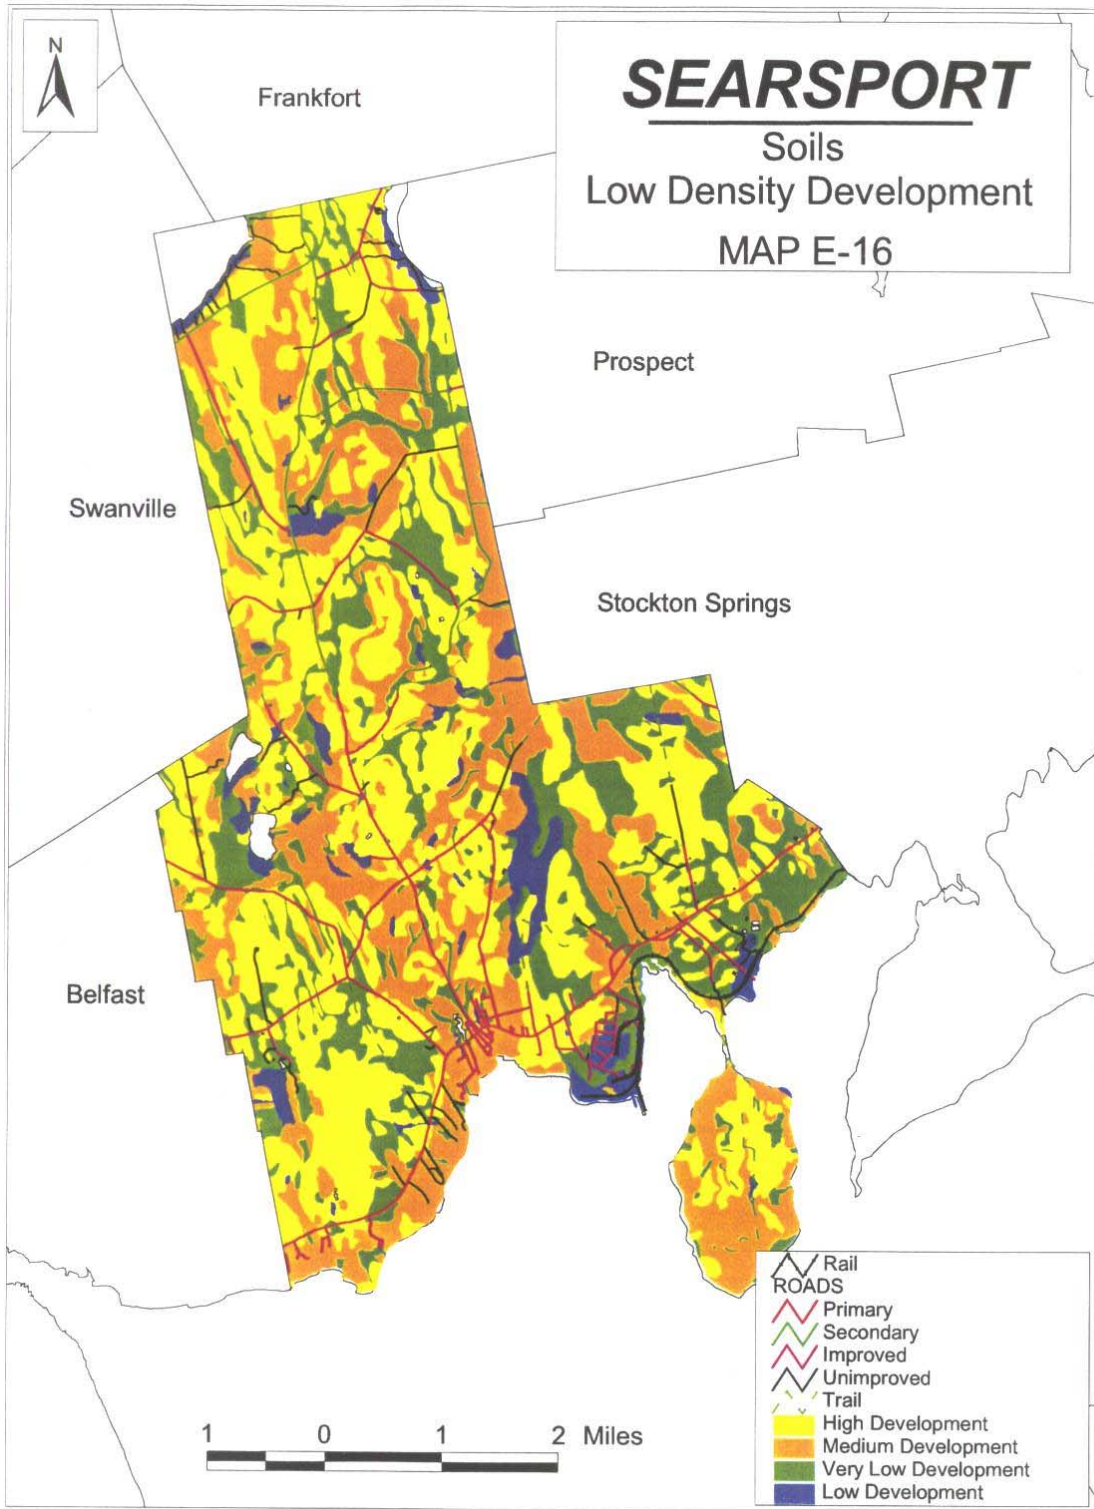 N
Frankfort
SEARSPORT
Soils
Low Density Development
MAP E-16
Prospect
Swanville
Stockton Springs
Belfast
Rail
ROADS
Primary
Secondary
Improved
Unimproved
Trail
High Development
Medium Development
Very Low Development
Low Development
1 0 1 2 Miles